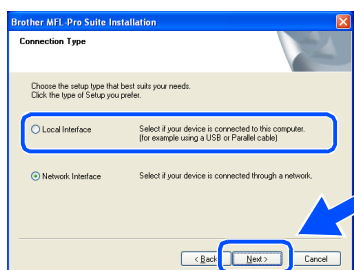 Brother MFL-Pro Suite Installation
Connection Type
Choose the setup type that best suits your needs.
Click the type of Setup you prefer.
Local Interface
Select if your device is connected to this computer.
(for example using a USB or Parallel cable)
Network Interface
Select if your device is connected through a network.
< Back
Next >
Cancel